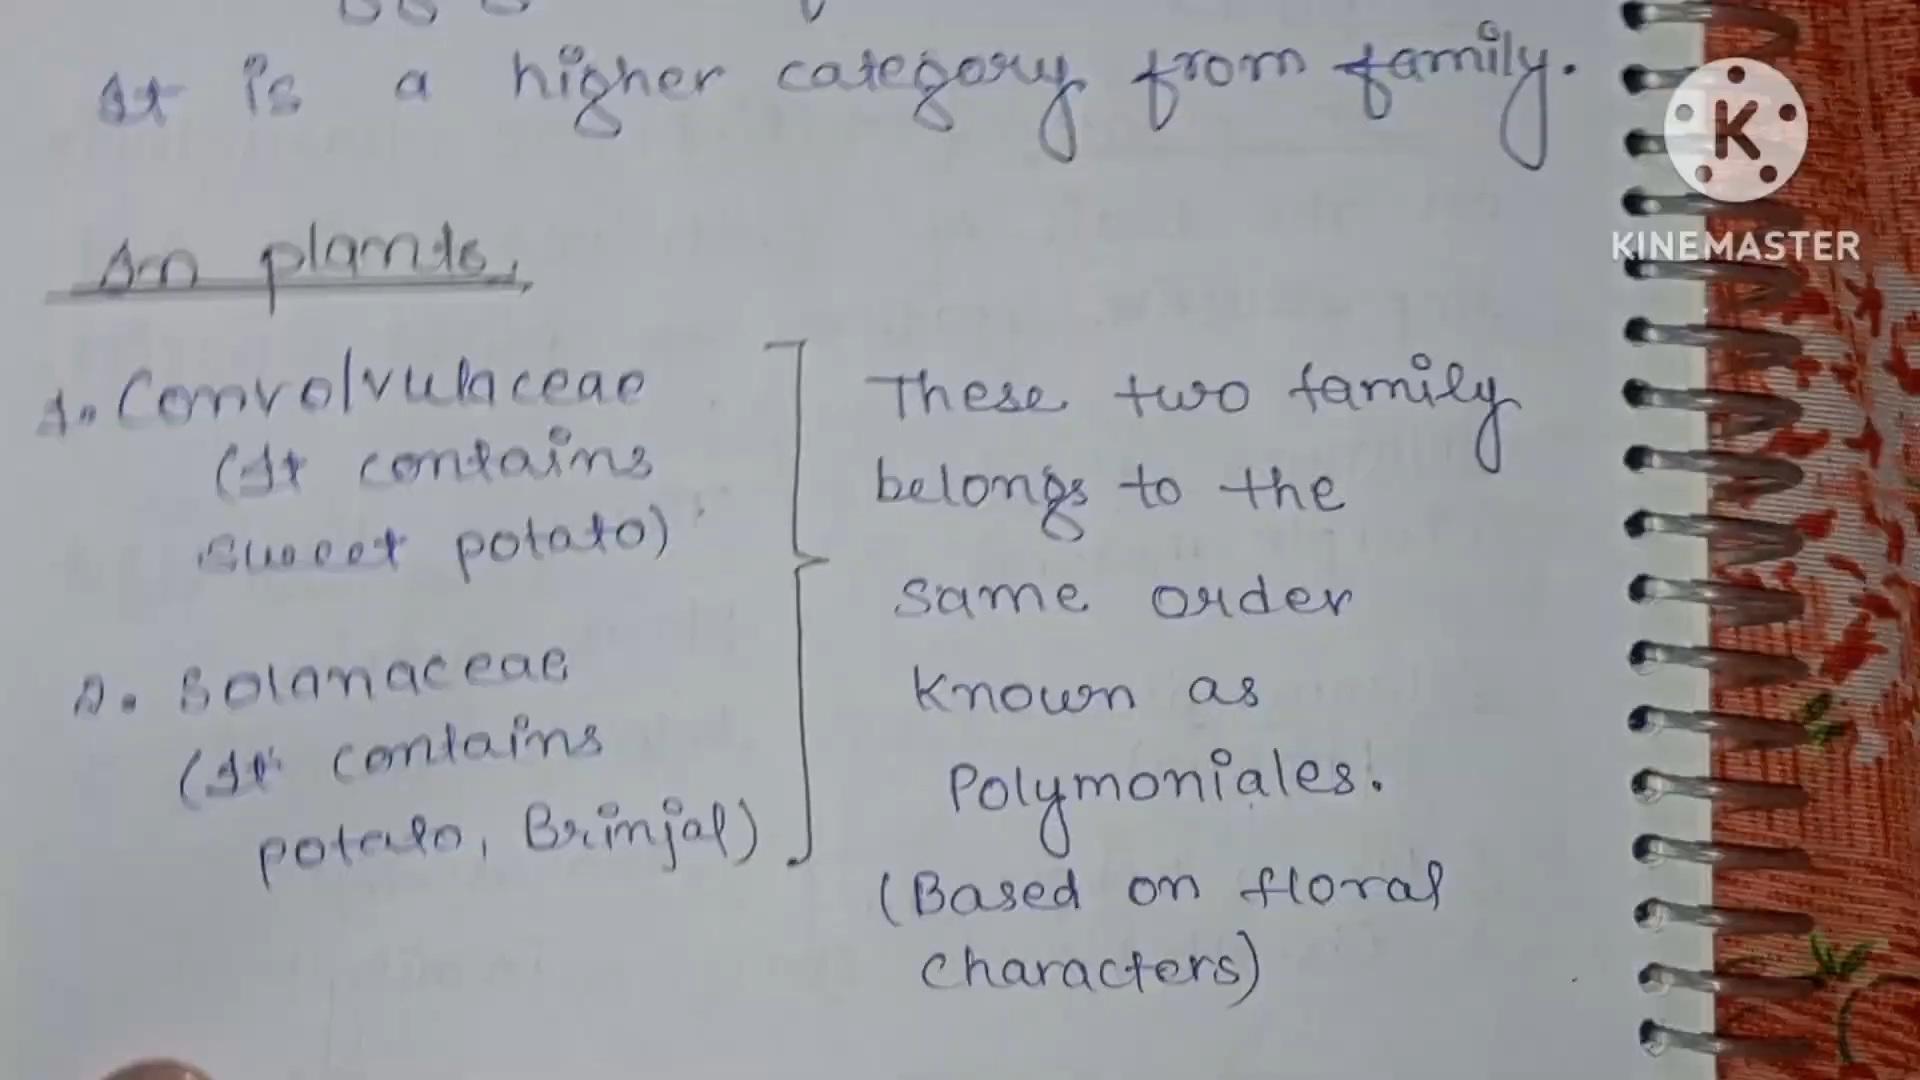 It is a higher category from family.
In plants,
1. Convolvulaceae
(It contains
sweet potato)
2. Solanaceae
(It contains
potato, Brinjal)
These two family
belongs to the
same order
known as
Polymoniales.
(Based on floral
characters)
KINEMASTER